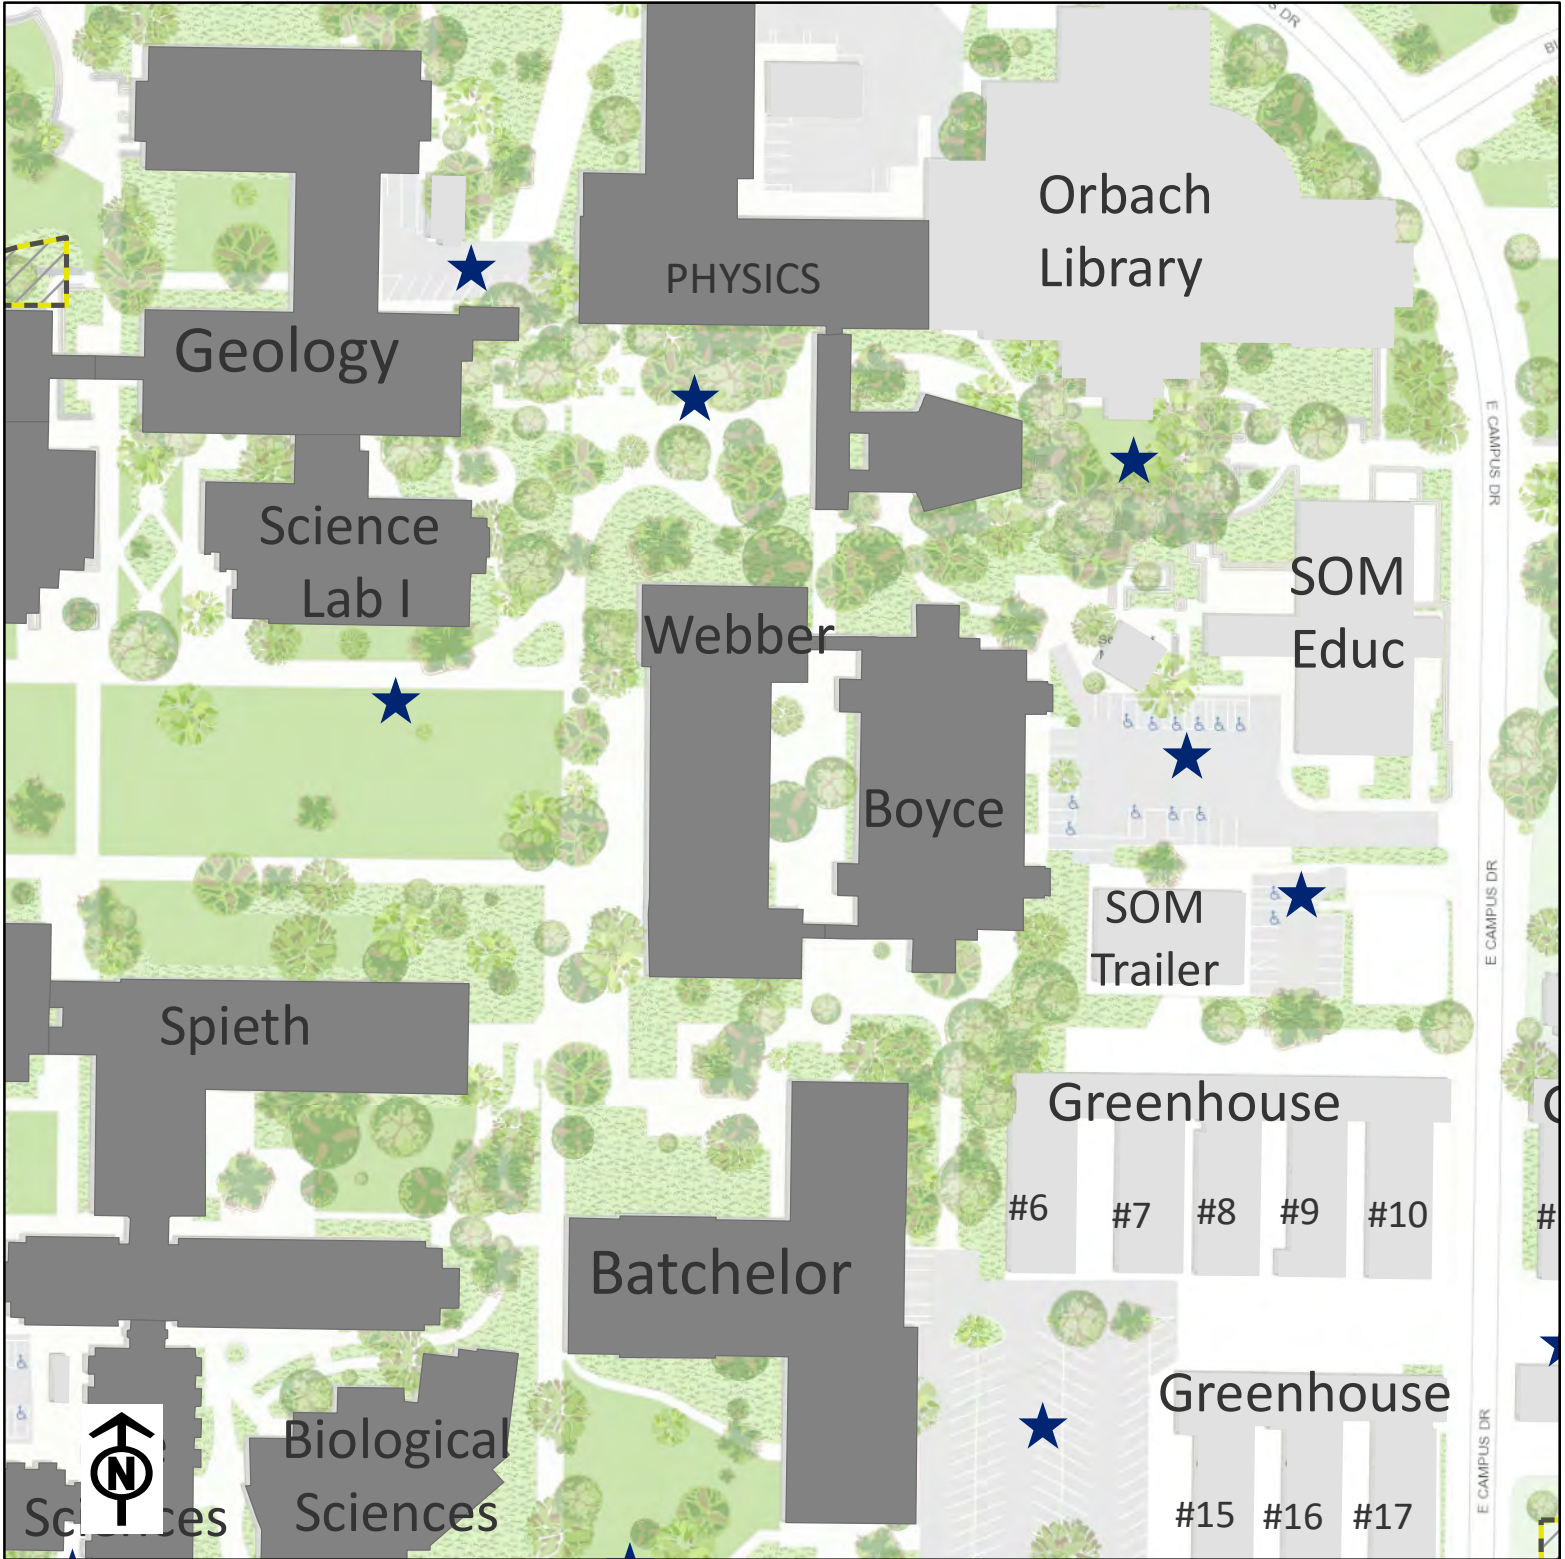 S DR
Orbach
Library
PHYSICS
Geology
E CAMPUS DR
Science
Lab I
SOM
Educ
Webber
Boyce
E CAMPUS DR
SOM
Trailer
Spieth
Greenhouse
#6
#7
#8
#9
#10
#
Batchelor
Greenhouse
E CAMPUS DR
Biological
Sciences
N
#15
#16
#17